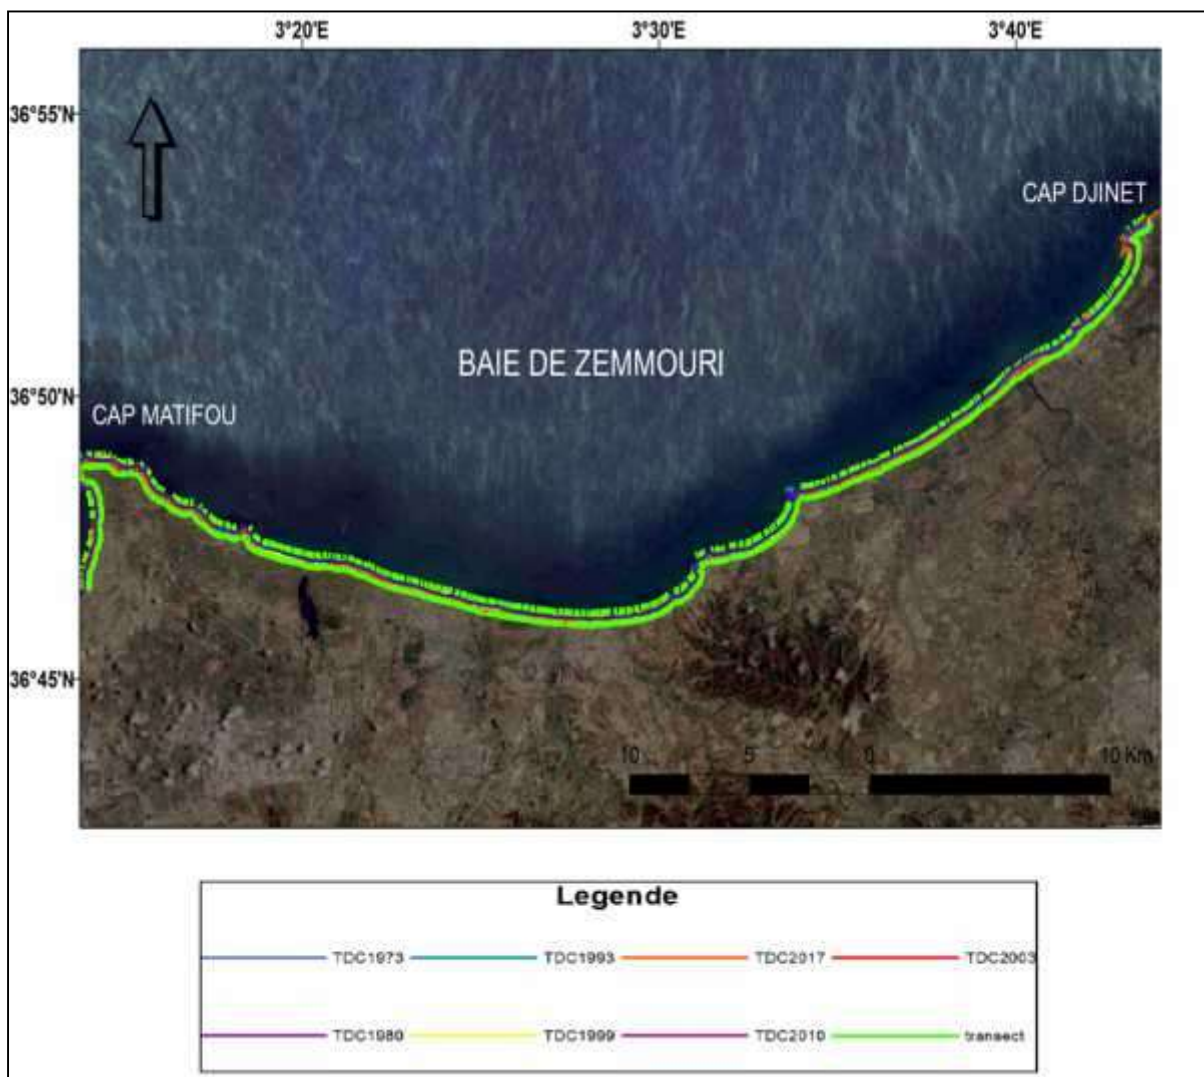 3°20'E 3°30'E 3°40'E
36°55'N
CAP DJINET
BAIE DE ZEMMOURI
36°50'N
CAP MATIFOU
36°45'N
10 5 0 10 Km
Legende
TDC1973 TDC1993 TDC2017 TDC2003
TDC1980 TDC1999 TDC2010 transect